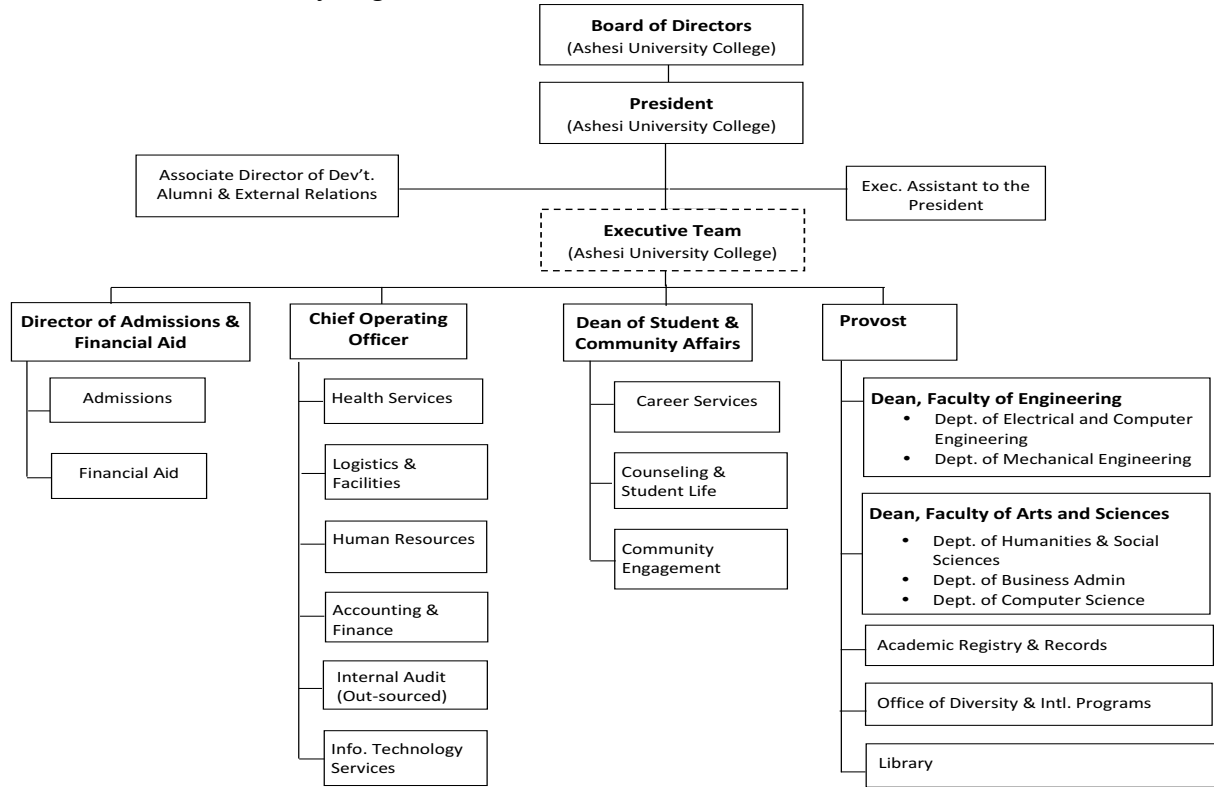 Board of Directors
(Ashesi University College)
President
(Ashesi University College)
Associate Director of Dev't.
Alumni & External Relations
Exec. Assistant to the
President
Executive Team
(Ashesi University College)
Director of Admissions &
Financial Aid
Admissions
Financial Aid
Chief Operating
Officer
Health Services
Logistics &
Facilities
Human Resources
Accounting &
Finance
Internal Audit
(Out-sourced)
Info. Technology
Services
Dean of Student &
Community Affairs
Career Services
Counseling &
Student Life
Community
Engagement
Provost
Dean, Faculty of Engineering
• Dept. of Electrical and Computer
Engineering
• Dept. of Mechanical Engineering
Dean, Faculty of Arts and Sciences
• Dept. of Humanities & Social
Sciences
• Dept. of Business Admin
• Dept. of Computer Science
Academic Registry & Records
Office of Diversity & Intl. Programs
Library